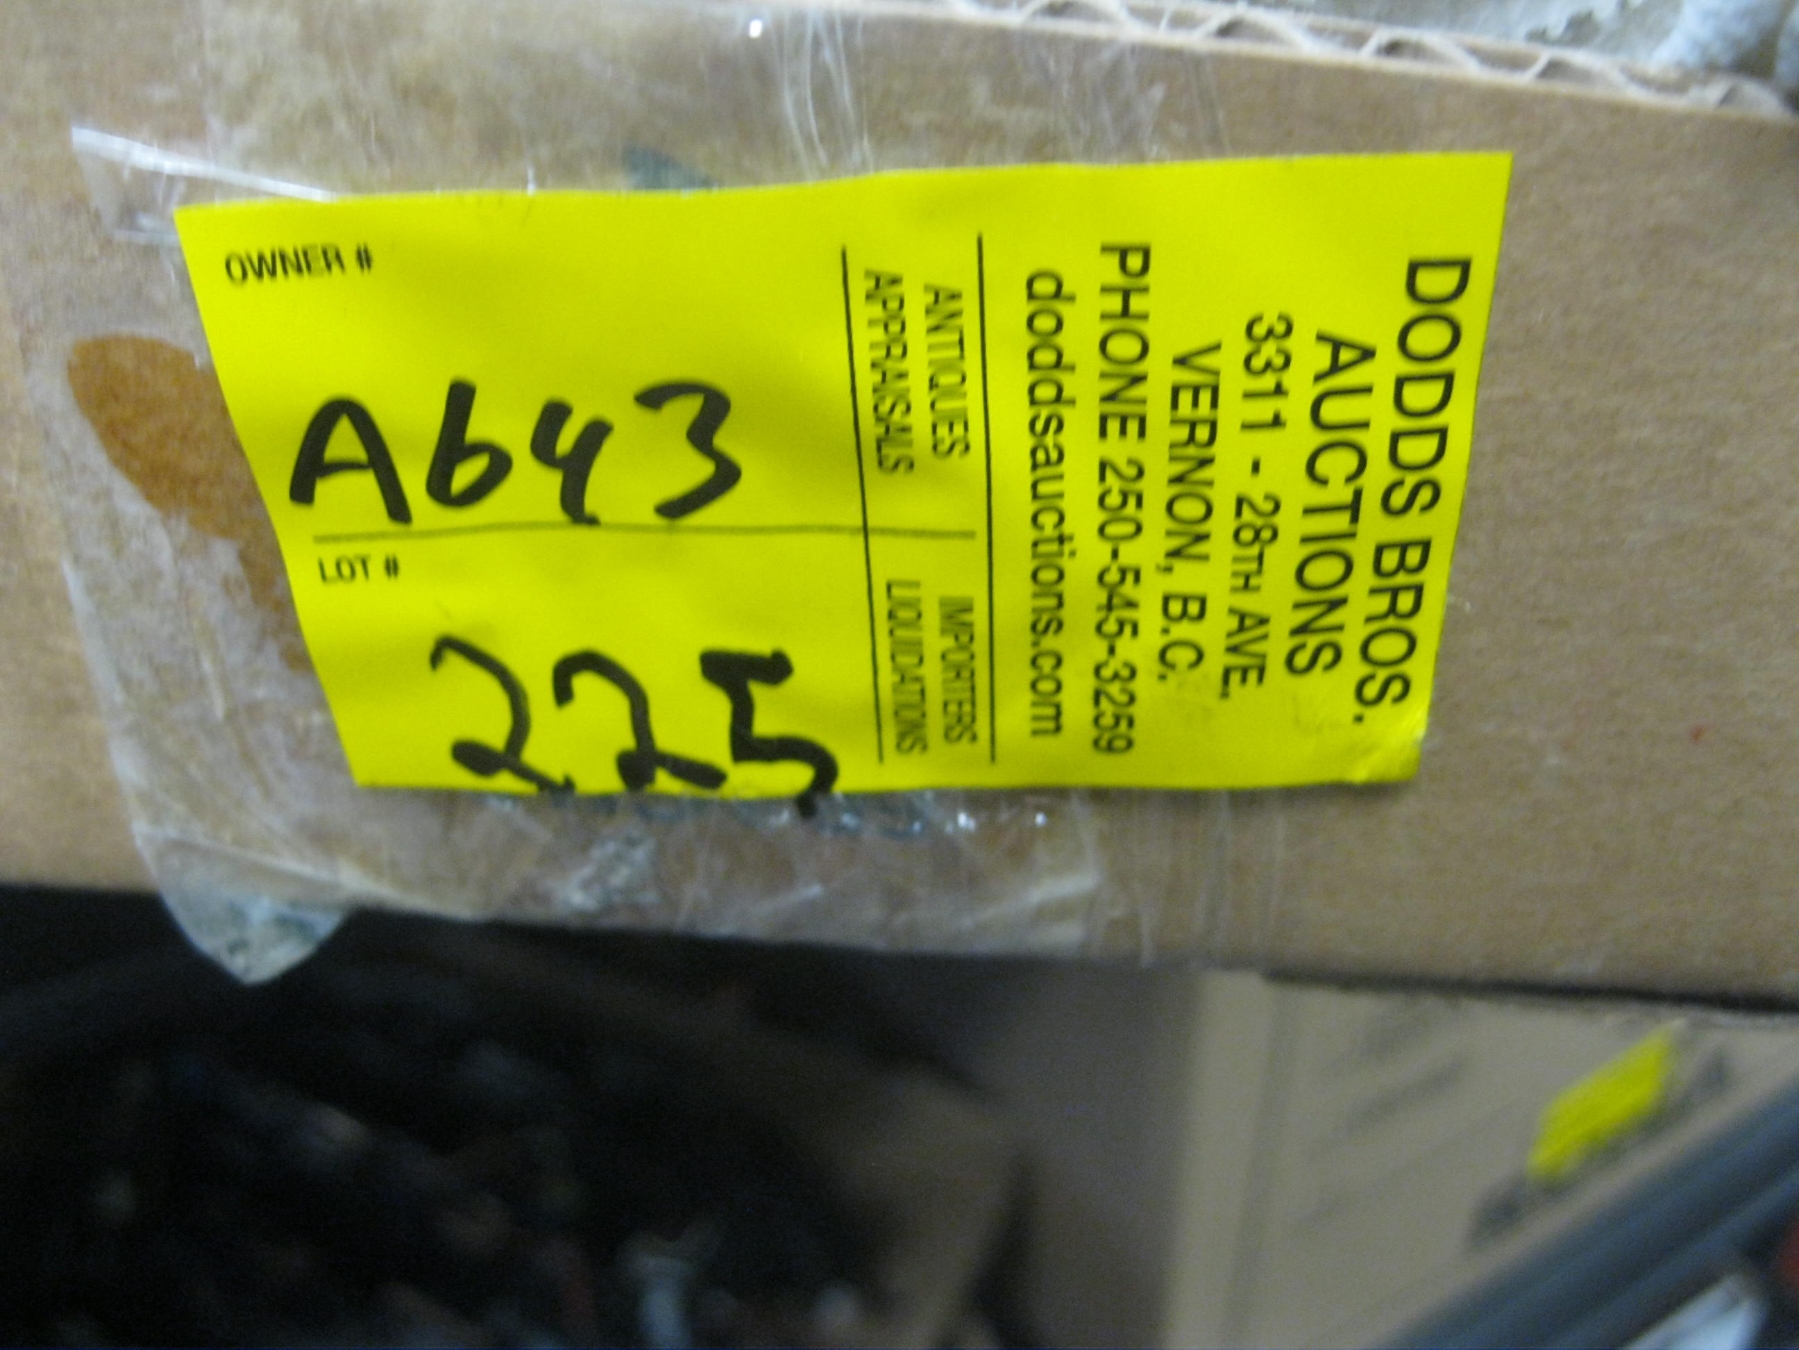 DODDS BROS.
AUCTIONS
3311 - 28TH AVE.
VERNON, B.C.
PHONE 250-545-3259
doddsauctions.com
ANTIQUES
APPRAISALS
IMPORTERS
LIQUIDATIONS
OWNER #
A643
LOT #
225